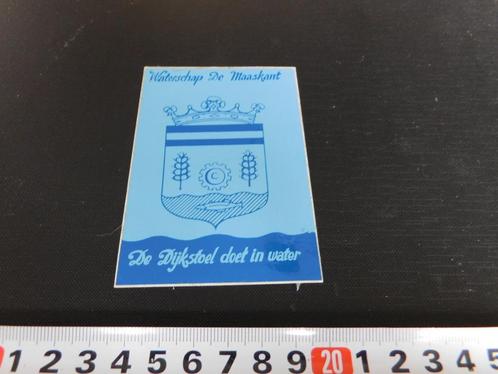 Waterschap De Maaskant
C
De Dijkstoel doet in water
1 2 3 4 5 6 7 8 9 20 1 2 3 4 5